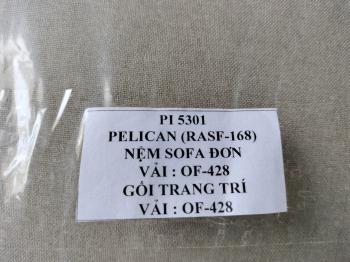 PI 5301
PELICAN (RASF-168)
NỆM SOFA ĐƠN
VẢI : OF-428
GỐI TRANG TRÍ
VẢI : OF-428